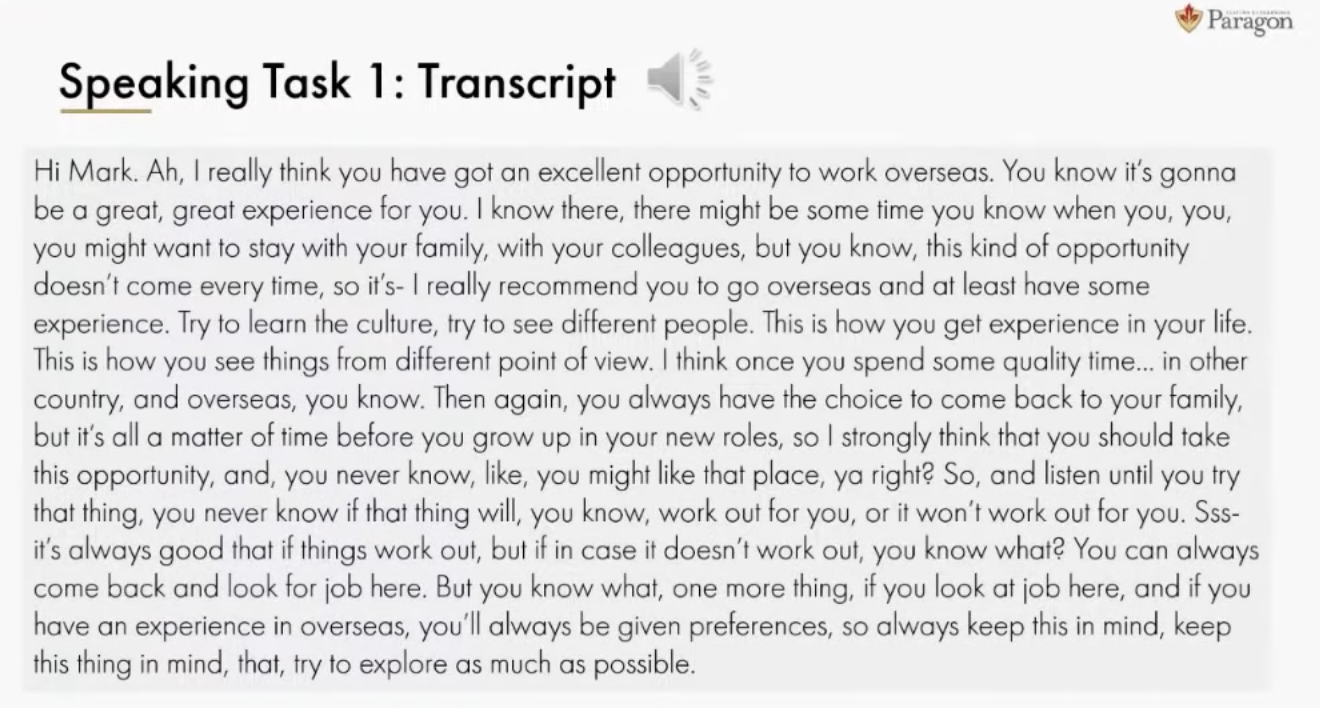 Paragon
Speaking Task 1: Transcript
Hi Mark. Ah, I really think you have got an excellent opportunity to work overseas. You know it's gonna
be a great, great experience for you. I know there, there might be some time you know when you, you,
you might want to stay with your family, with your colleagues, but you know, this kind of opportunity
doesn't come every time, so it's- I really recommend you to go overseas and at least have some
experience. Try to learn the culture, try to see different people. This is how you get experience in your life.
This is how you see things from different point of view. I think once you spend some quality time... in other
country, and overseas, you know. Then again, you always have the choice to come back to your family,
but it's all a matter of time before you grow up in your new roles, so I strongly think that you should take
this opportunity, and, you never know, like, you might like that place, ya right? So, and listen until you try
that thing, you never know if that thing will, you know, work out for you, or it won't work out for you. Sss-
it's always good that if things work out, but if in case it doesn't work out, you know what? You can always
come back and look for job here. But you know what, one more thing, if you look at job here, and if you
have an experience in overseas, you'll always be given preferences, so always keep this in mind, keep
this thing in mind, that, try to explore as much as possible.